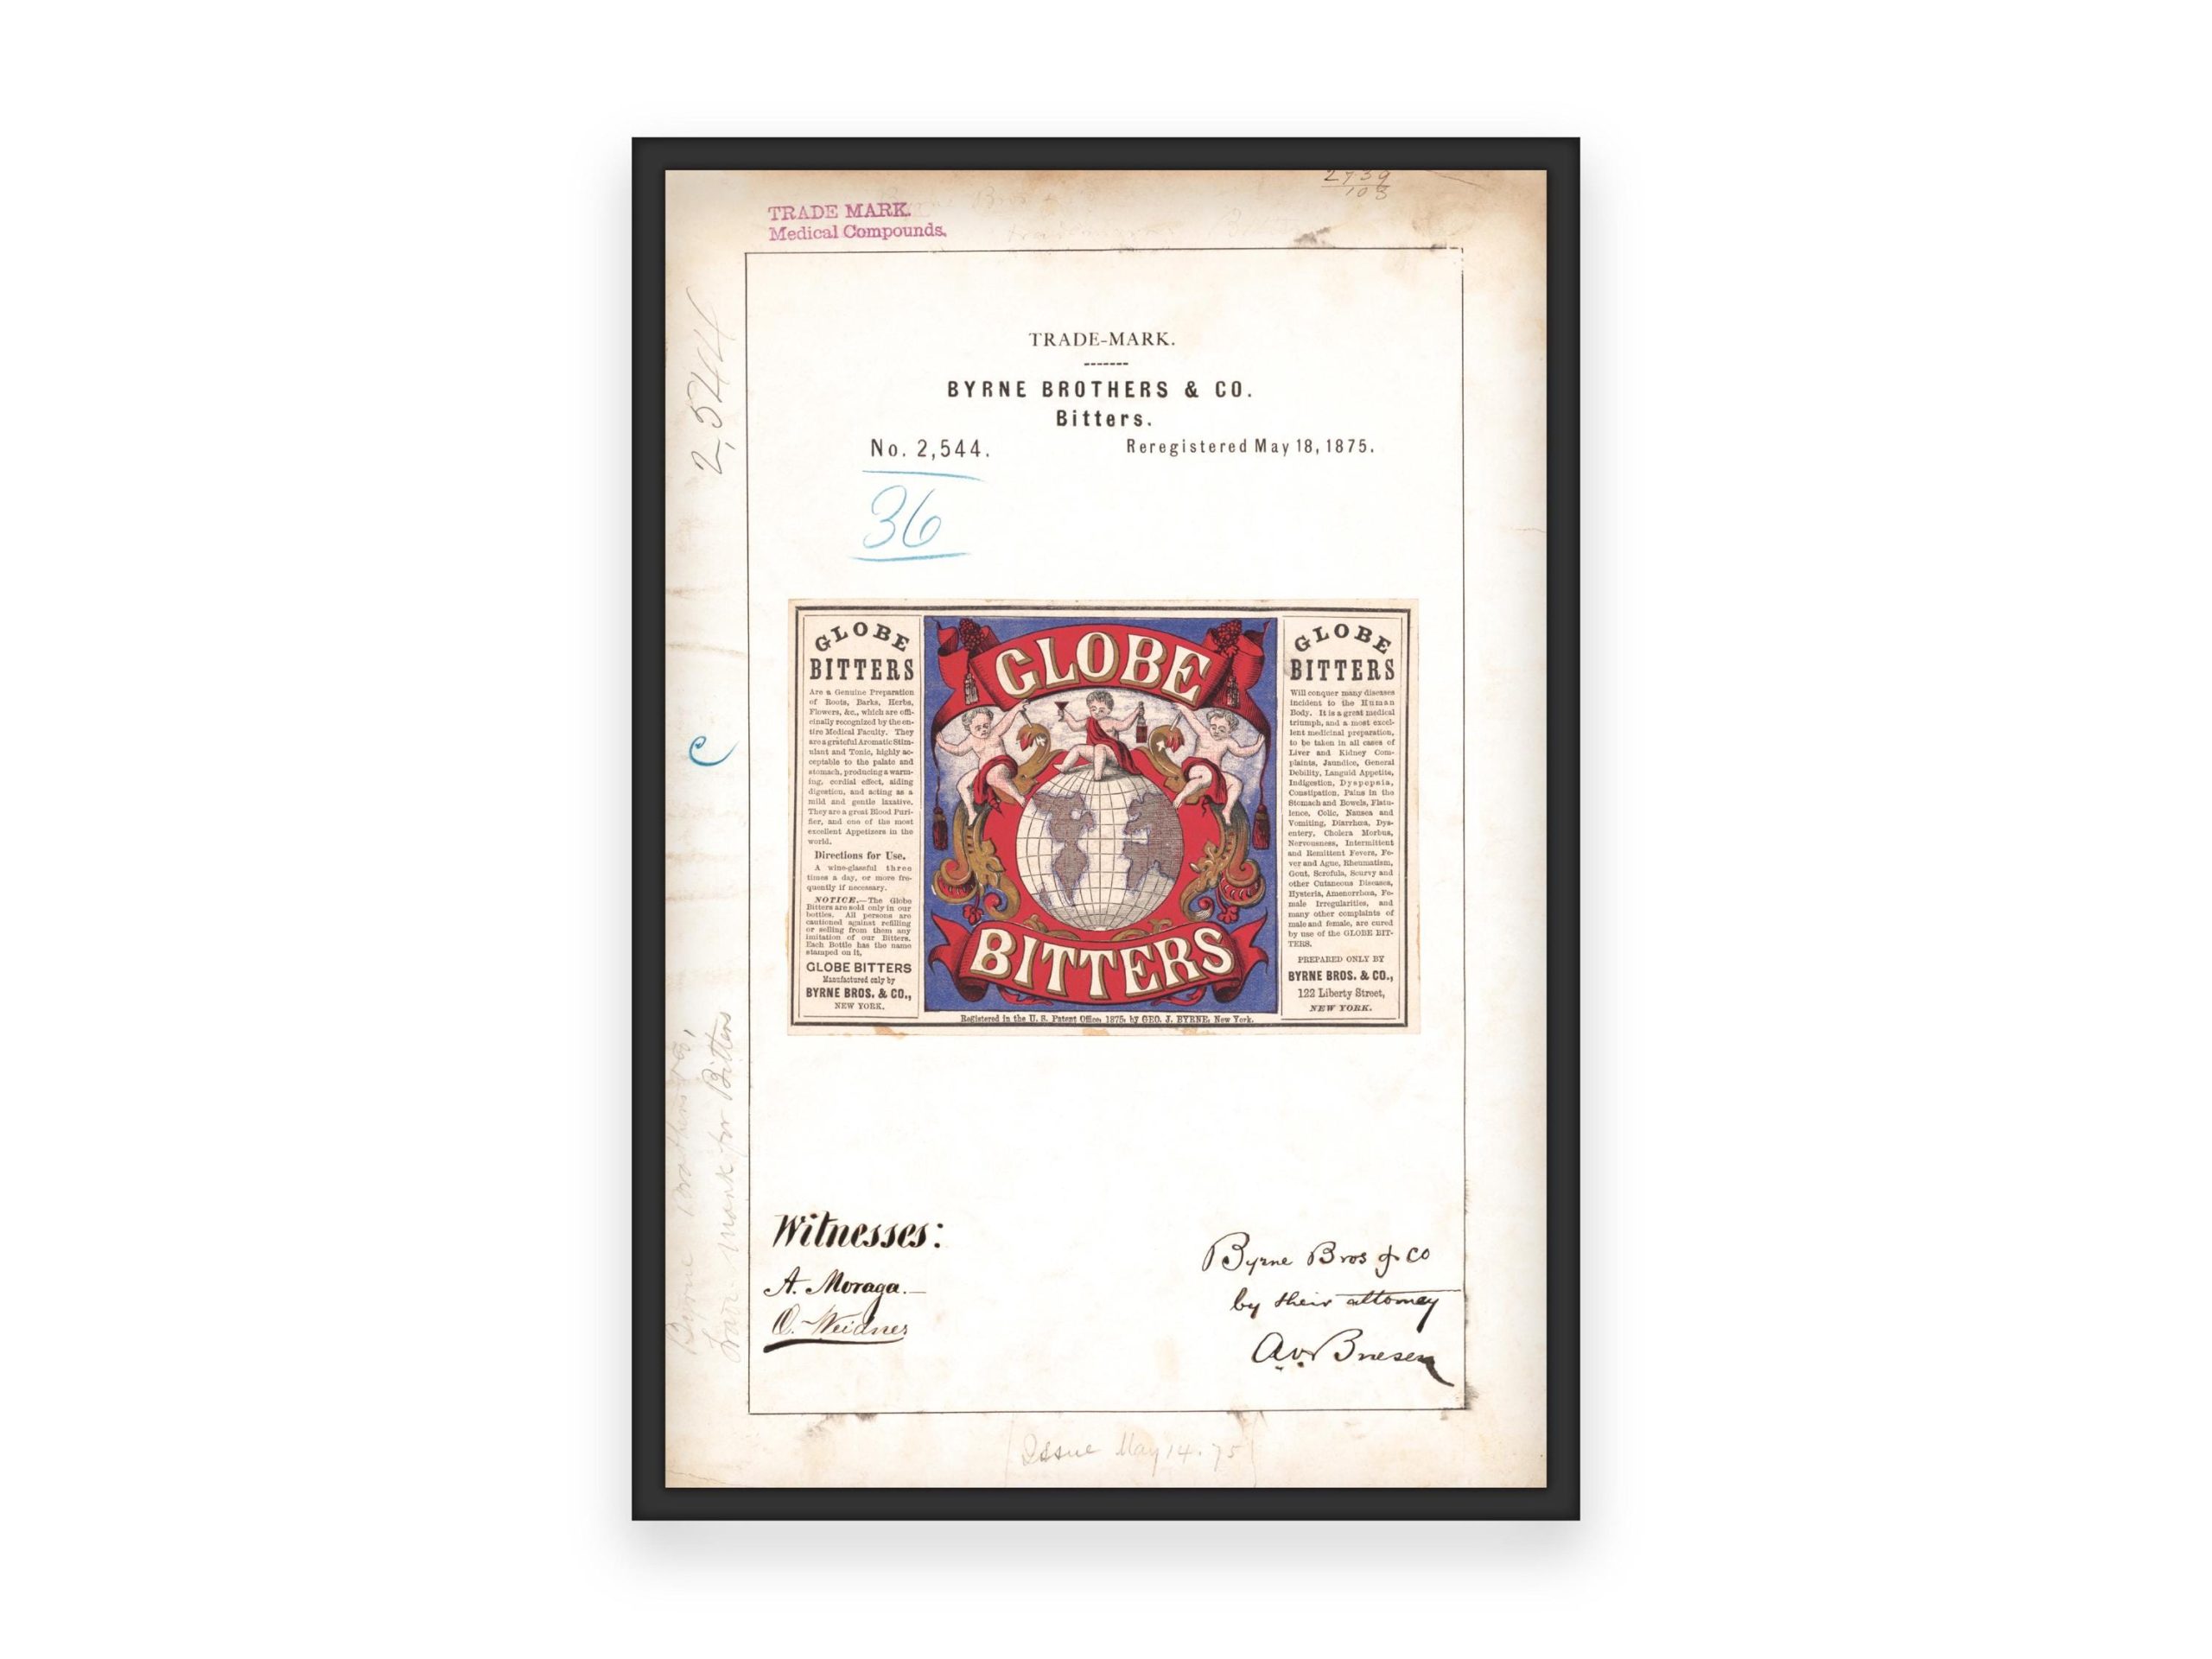 2739
103
TRADE MARK.
Medical Compounds.
2,544
TRADE-MARK.
BYRNE BROTHERS & CO.
Bitters.
No. 2,544. Reregistered May 18, 1875.
36
C
GLOBE
BITTERS
Are a Genuine Preparation
of Roots, Barks, Herbs,
Flowers, &c., which are offi-
cinally recognized by the en-
tire Medical Faculty. They
are a grateful Aromatic Stim-
ulant and Tonic, highly ac-
ceptable to the palate and
stomach, producing a warm-
ing, cordial effect, aiding
digestion, and acting as a
mild and gentle laxative.
They are a great Blood Puri-
fier, and one of the most
excellent Appetizers in the
world.
Directions for Use.
A wine-glassful three
times a day, or more fre-
quently if necessary.
NOTICE.—The Globe
Bitters are sold only in our
bottles. All persons are
cautioned against refilling
or selling from them any
imitation of our Bitters.
Each Bottle has the name
stamped on it,
GLOBE BITTERS
Manufactured only by
BYRNE BROS. & CO.,
NEW YORK.
GLOBE
BITTERS
Registered in the U. S. Patent Office, 1875, by GEO. J. BYRNE, New York.
GLOBE
BITTERS
Will conquer many diseases
incident to the Human
Body. It is a great medical
triumph, and a most excel-
lent medicinal preparation,
to be taken in all cases of
Liver and Kidney Com-
plaints, Jaundice, General
Debility, Languid Appetite,
Indigestion, Dyspepsia,
Constipation, Pains in the
Stomach and Bowels, Flatu-
lence, Colic, Nausea and
Vomiting, Diarrhœa, Dys-
entery, Cholera Morbus,
Nervousness, Intermittent
and Remittent Fevers, Fe-
ver and Ague, Rheumatism,
Gout, Scrofula, Scurvy and
other Cutaneous Diseases,
Hysteria, Amenorrhœa, Fe-
male Irregularities, and
many other complaints of
male and female, are cured
by use of the GLOBE BIT-
TERS.
PREPARED ONLY BY
BYRNE BROS. & CO.,
122 Liberty Street,
NEW YORK.
Byrne Brothers
Trade-Mark for Bitters
Witnesses:
A. Moraga.
O. Weidner
Byrne Bros & Co
by their attorney
A.v. Briesen
Issue May 14. 75